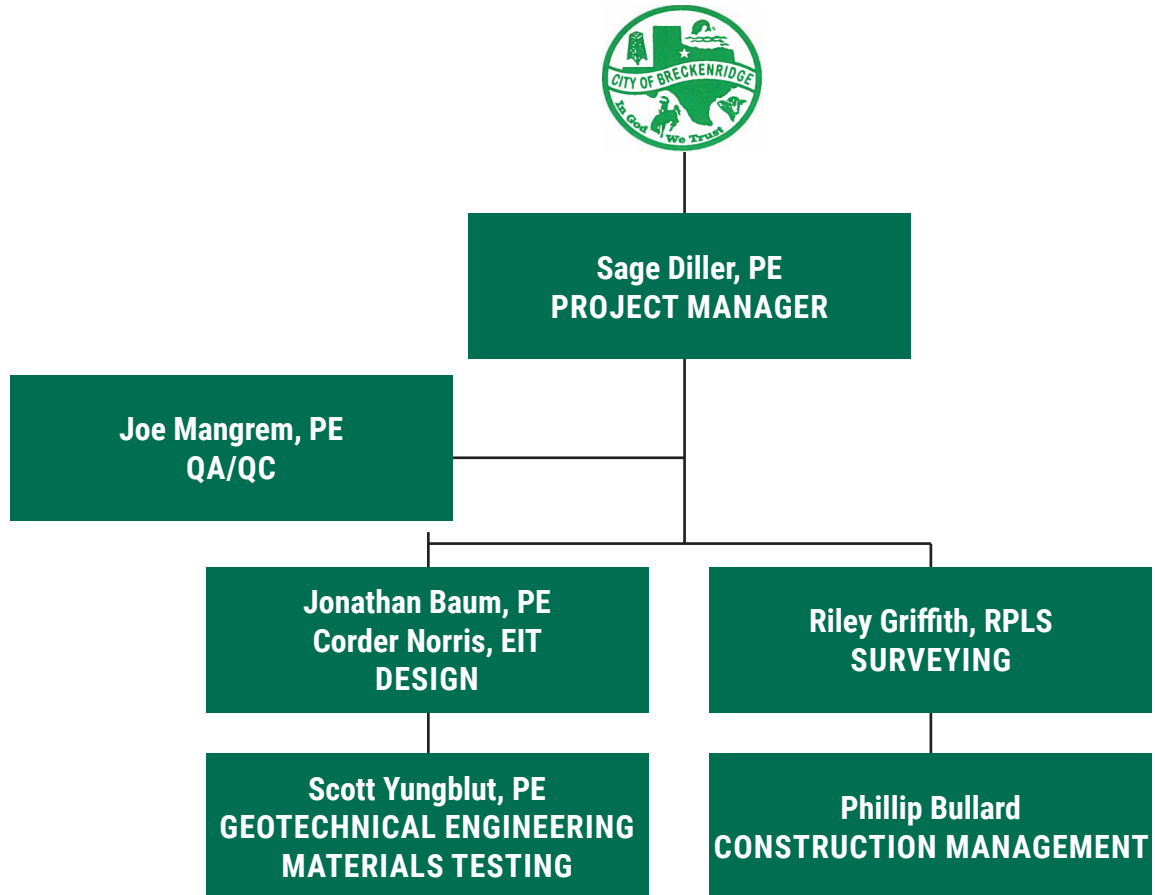 CITY OF BRECKENRIDGE
In God We Trust
Sage Diller, PE
PROJECT MANAGER
Joe Mangrem, PE
QA/QC
Jonathan Baum, PE
Corder Norris, EIT
DESIGN
Riley Griffith, RPLS
SURVEYING
Scott Yungblut, PE
GEOTECHNICAL ENGINEERING
MATERIALS TESTING
Phillip Bullard
CONSTRUCTION MANAGEMENT